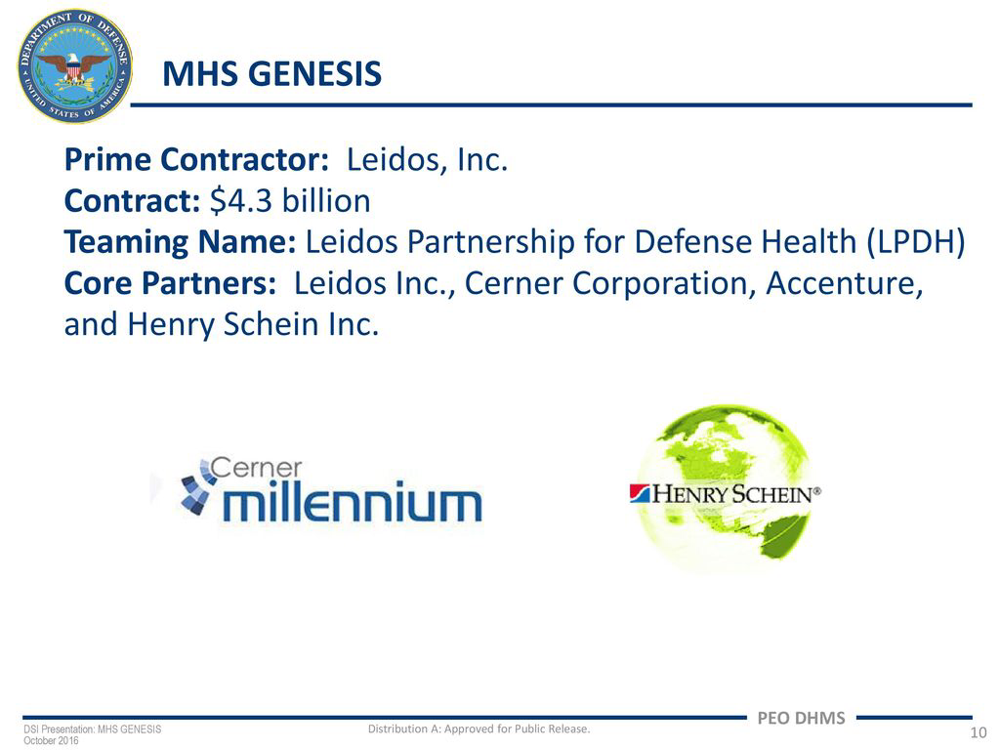 DEPARTMENT OF DEFENSE
UNITED STATES OF AMERICA
MHS GENESIS
Prime Contractor: Leidos, Inc.
Contract: $4.3 billion
Teaming Name: Leidos Partnership for Defense Health (LPDH)
Core Partners: Leidos Inc., Cerner Corporation, Accenture,
and Henry Schein Inc.
Cerner
millennium
HENRY SCHEIN®
PEO DHMS
DSI Presentation: MHS GENESIS
October 2016
Distribution A: Approved for Public Release.
10